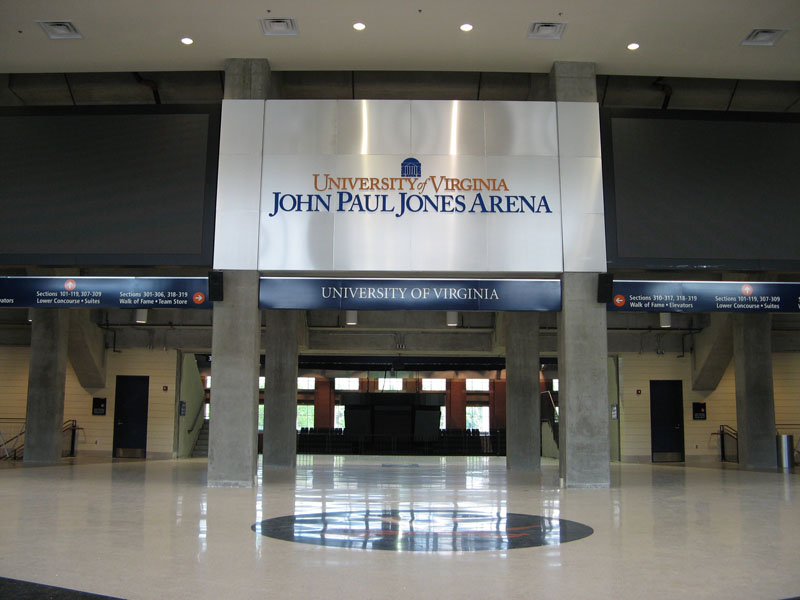 UNIVERSITY of VIRGINIA
JOHN PAUL JONES ARENA
UNIVERSITY OF VIRGINIA
Sections 101-119, 307-309
Lower Concourse • Suites
Sections 301-306, 318-319
Walk of Fame • Team Store
Sections 310-317, 318-319
Walk of Fame • Elevators
Sections 101-119, 307-309
Lower Concourse • Suites